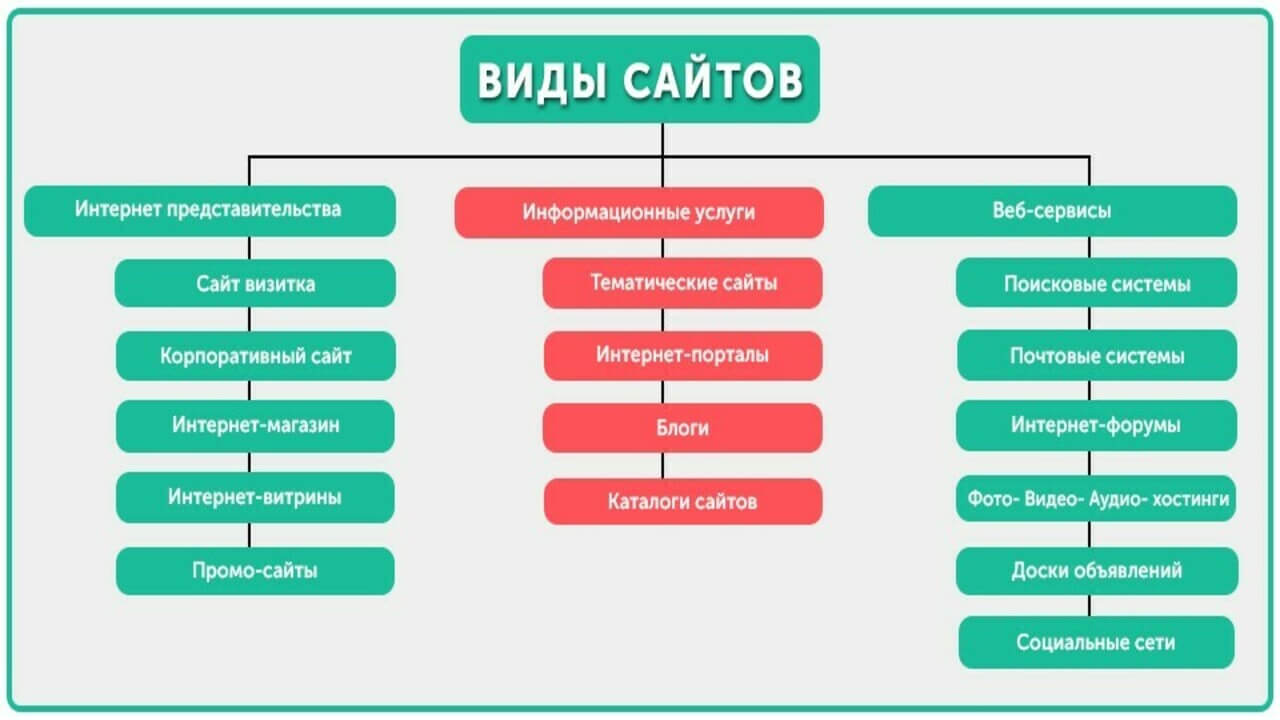 ВИДЫ САЙТОВ
Интернет представительства
Сайт визитка
Корпоративный сайт
Интернет-магазин
Интернет-витрины
Промо-сайты
Информационные услуги
Тематические сайты
Интернет-порталы
Блоги
Каталоги сайтов
Веб-сервисы
Поисковые системы
Почтовые системы
Интернет-форумы
Фото- Видео- Аудио- хостинги
Доски объявлений
Социальные сети